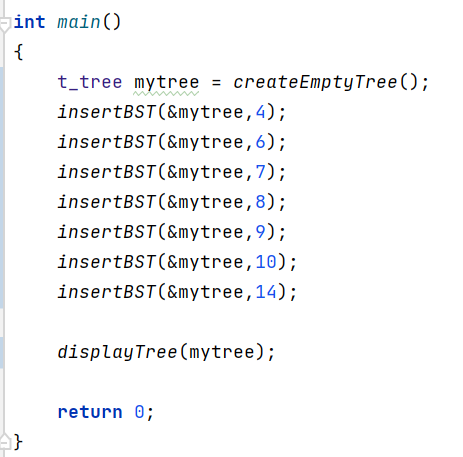 int main()
{
    t_tree mytree = createEmptyTree();
    insertBST(&mytree,4);
    insertBST(&mytree,6);
    insertBST(&mytree,7);
    insertBST(&mytree,8);
    insertBST(&mytree,9);
    insertBST(&mytree,10);
    insertBST(&mytree,14);

    displayTree(mytree);

    return 0;
}